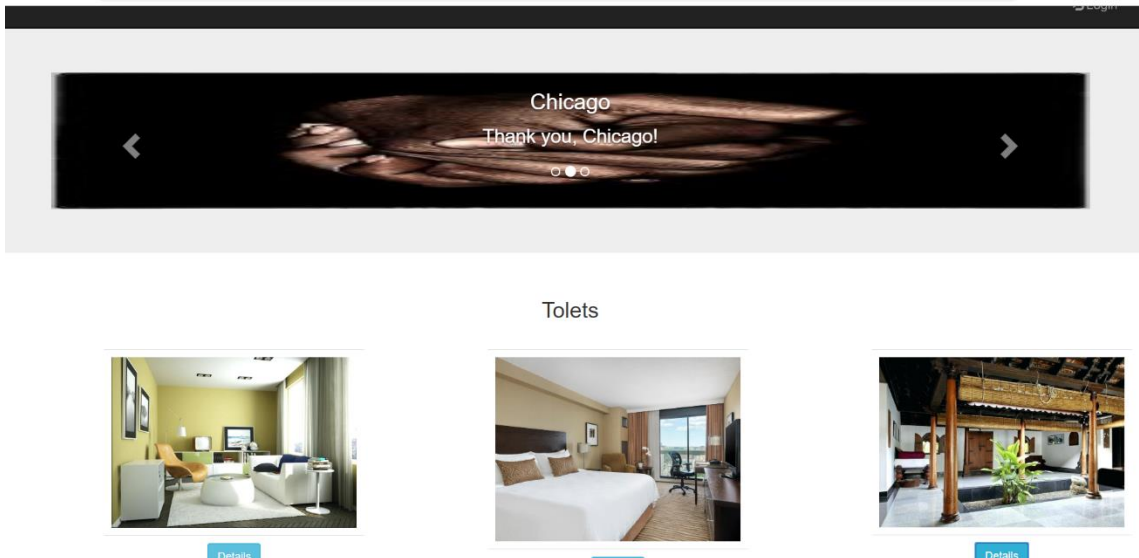 Login
Chicago
Thank you, Chicago!
Tolets
Details
Details